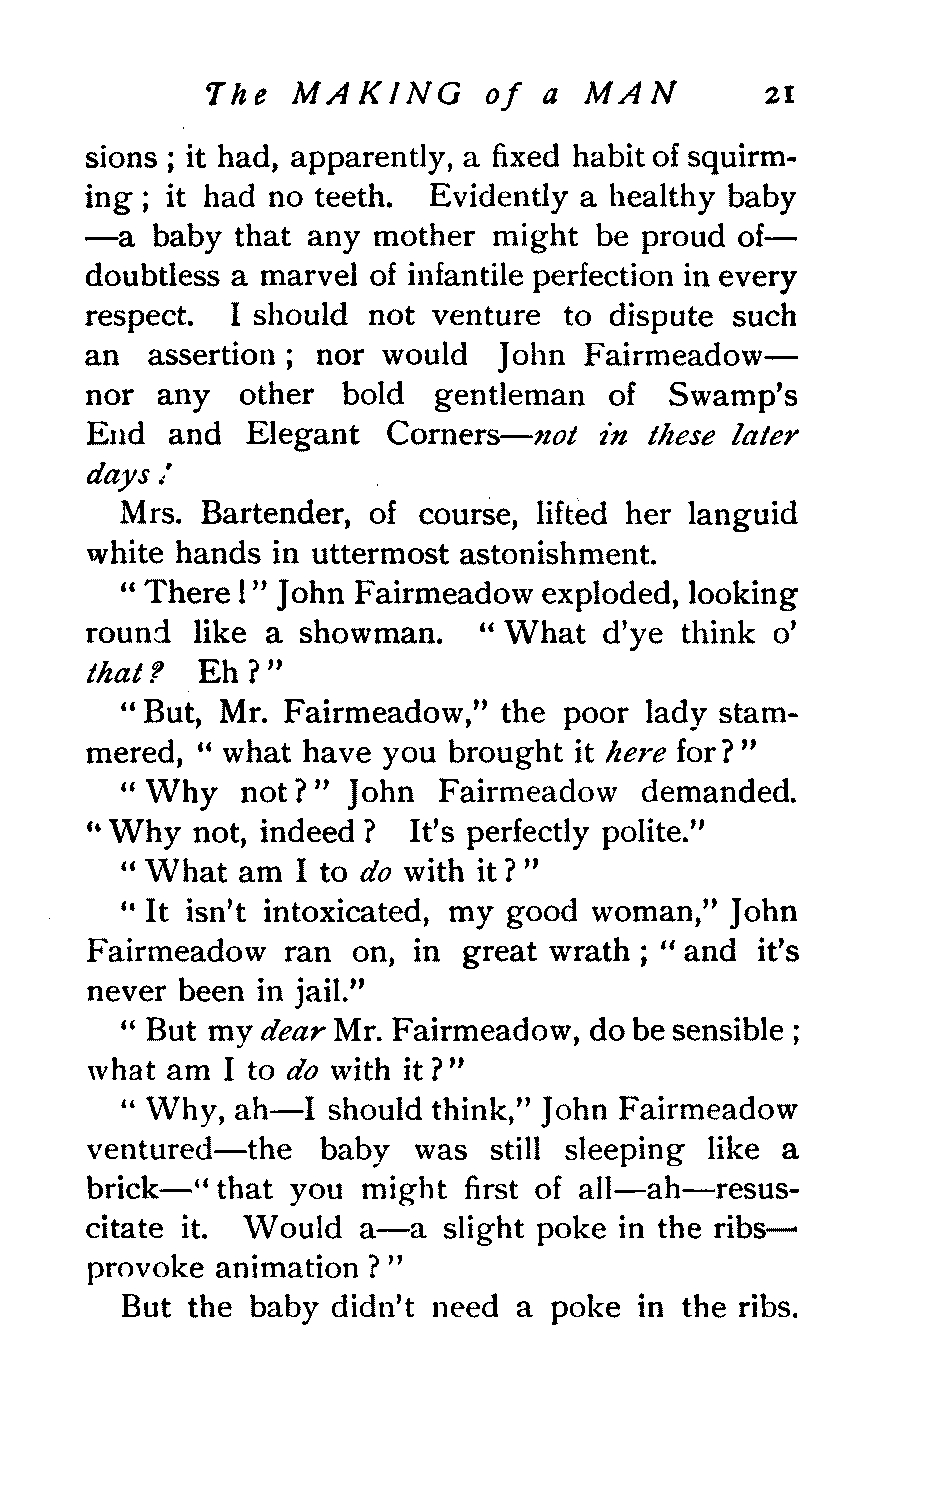 The MAKING of a MAN 21
sions ; it had, apparently, a fixed habit of squirm-
ing ; it had no teeth. Evidently a healthy baby
—a baby that any mother might be proud of—
doubtless a marvel of infantile perfection in every
respect. I should not venture to dispute such
an assertion ; nor would John Fairmeadow—
nor any other bold gentleman of Swamp's
End and Elegant Corners—not in these later
days !
Mrs. Bartender, of course, lifted her languid
white hands in uttermost astonishment.
" There ! " John Fairmeadow exploded, looking
round like a showman. " What d'ye think o'
that ? Eh ? "
" But, Mr. Fairmeadow," the poor lady stam-
mered, " what have you brought it here for ? "
" Why not ? " John Fairmeadow demanded.
" Why not, indeed ? It's perfectly polite."
" What am I to do with it ? "
" It isn't intoxicated, my good woman," John
Fairmeadow ran on, in great wrath ; " and it's
never been in jail."
" But my dear Mr. Fairmeadow, do be sensible ;
what am I to do with it ? "
" Why, ah—I should think," John Fairmeadow
ventured—the baby was still sleeping like a
brick—" that you might first of all—ah—resus-
citate it. Would a—a slight poke in the ribs—
provoke animation ? "
But the baby didn't need a poke in the ribs.